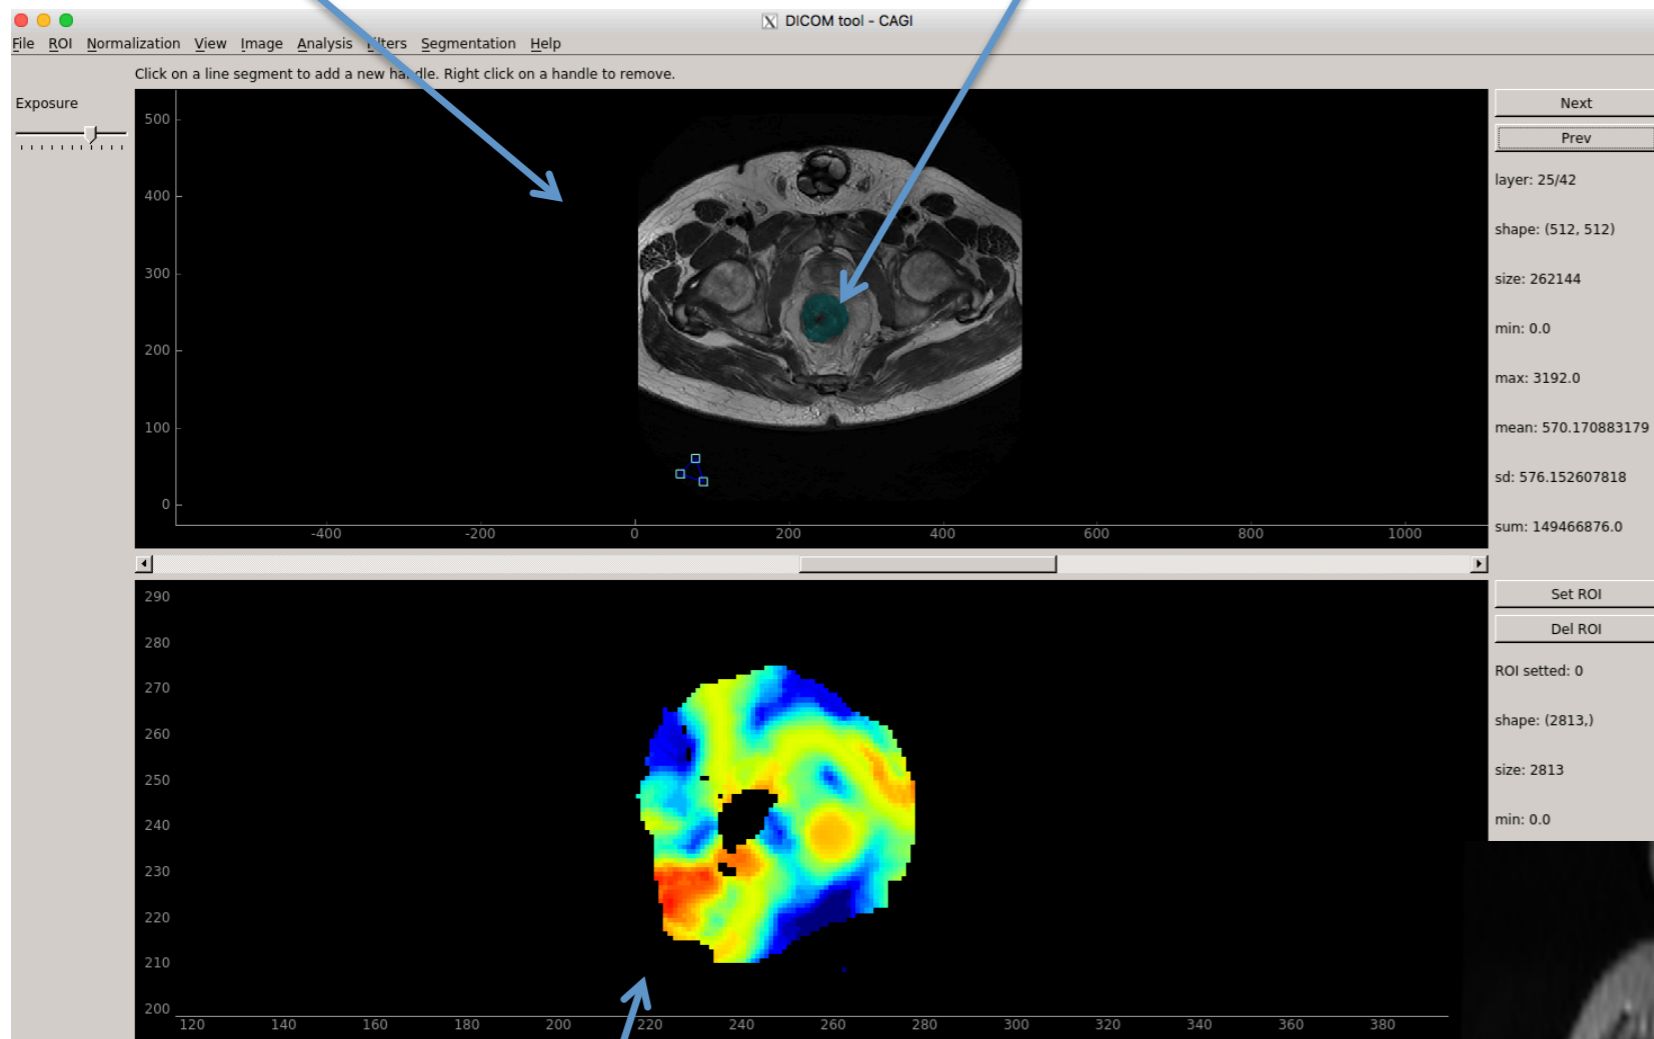 DICOM tool - CAGI
File ROI Normalization View Image Analysis Filters Segmentation Help
Click on a line segment to add a new handle. Right click on a handle to remove.
Exposure
500
400
300
200
100
0
-400 -200 0 200 400 600 800 1000
Next
Prev
layer: 25/42
shape: (512, 512)
size: 262144
min: 0.0
max: 3192.0
mean: 570.170883179
sd: 576.152607818
sum: 149466876.0
290
280
270
260
250
240
230
220
210
200
120 140 160 180 200 220 240 260 280 300 320 340 360 380
Set ROI
Del ROI
ROI setted: 0
shape: (2813,)
size: 2813
min: 0.0